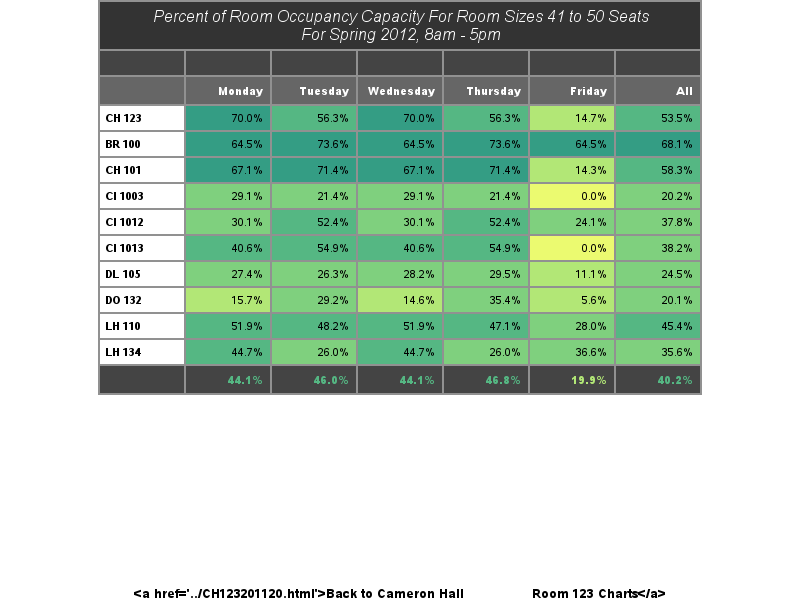 Percent of Room Occupancy Capacity For Room Sizes 41 to 50 Seats
For Spring 2012, 8am - 5pm
Monday Tuesday Wednesday Thursday Friday All
CH 123 70.0% 56.3% 70.0% 56.3% 14.7% 53.5%
BR 100 64.5% 73.6% 64.5% 73.6% 64.5% 68.1%
CH 101 67.1% 71.4% 67.1% 71.4% 14.3% 58.3%
CI 1003 29.1% 21.4% 29.1% 21.4% 0.0% 20.2%
CI 1012 30.1% 52.4% 30.1% 52.4% 24.1% 37.8%
CI 1013 40.6% 54.9% 40.6% 54.9% 0.0% 38.2%
DL 105 27.4% 26.3% 28.2% 29.5% 11.1% 24.5%
DO 132 15.7% 29.2% 14.6% 35.4% 5.6% 20.1%
LH 110 51.9% 48.2% 51.9% 47.1% 28.0% 45.4%
LH 134 44.7% 26.0% 44.7% 26.0% 36.6% 35.6%
44.1% 46.0% 44.1% 46.8% 19.9% 40.2%
<a href='../CH123201120.html'>Back to Cameron Hall Room 123 Charts</a>